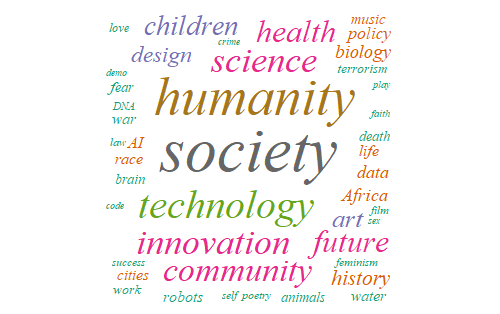 love
children
crime
health
music
policy
design
science
biology
demo
terrorism
fear
humanity
play
DNA
war
faith
law
AI
society
death
race
life
brain
data
code
technology
Africa
art
film
sex
innovation
future
success
community
feminism
cities
history
work
robots
self
poetry
animals
water